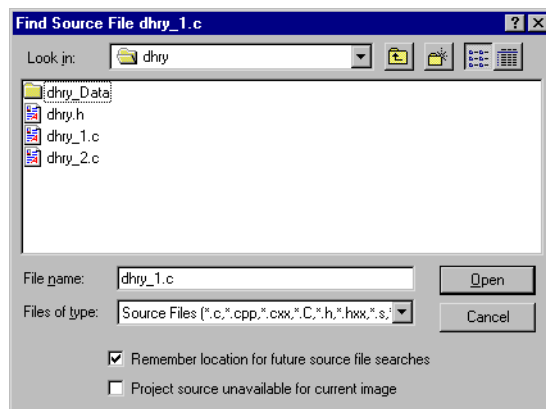 Find Source File dhry_1.c
Look in: dhry
dhry_Data
dhry.h
dhry_1.c
dhry_2.c
File name: dhry_1.c Open
Files of type: Source Files (*.c,*.cpp,*.cxx,*.C,*.h,*.hxx,*.s, Cancel
Remember location for future source file searches
Project source unavailable for current image